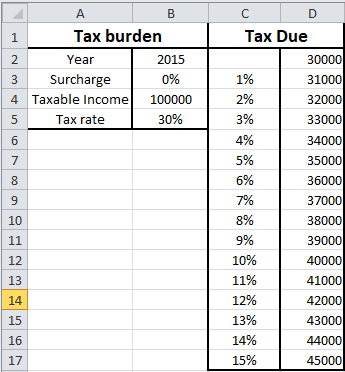 A B C D
1 Tax burden Tax Due
2 Year 2015 30000
3 Surcharge 0% 1% 31000
4 Taxable Income 100000 2% 32000
5 Tax rate 30% 3% 33000
6 4% 34000
7 5% 35000
8 6% 36000
9 7% 37000
10 8% 38000
11 9% 39000
12 10% 40000
13 11% 41000
14 12% 42000
15 13% 43000
16 14% 44000
17 15% 45000